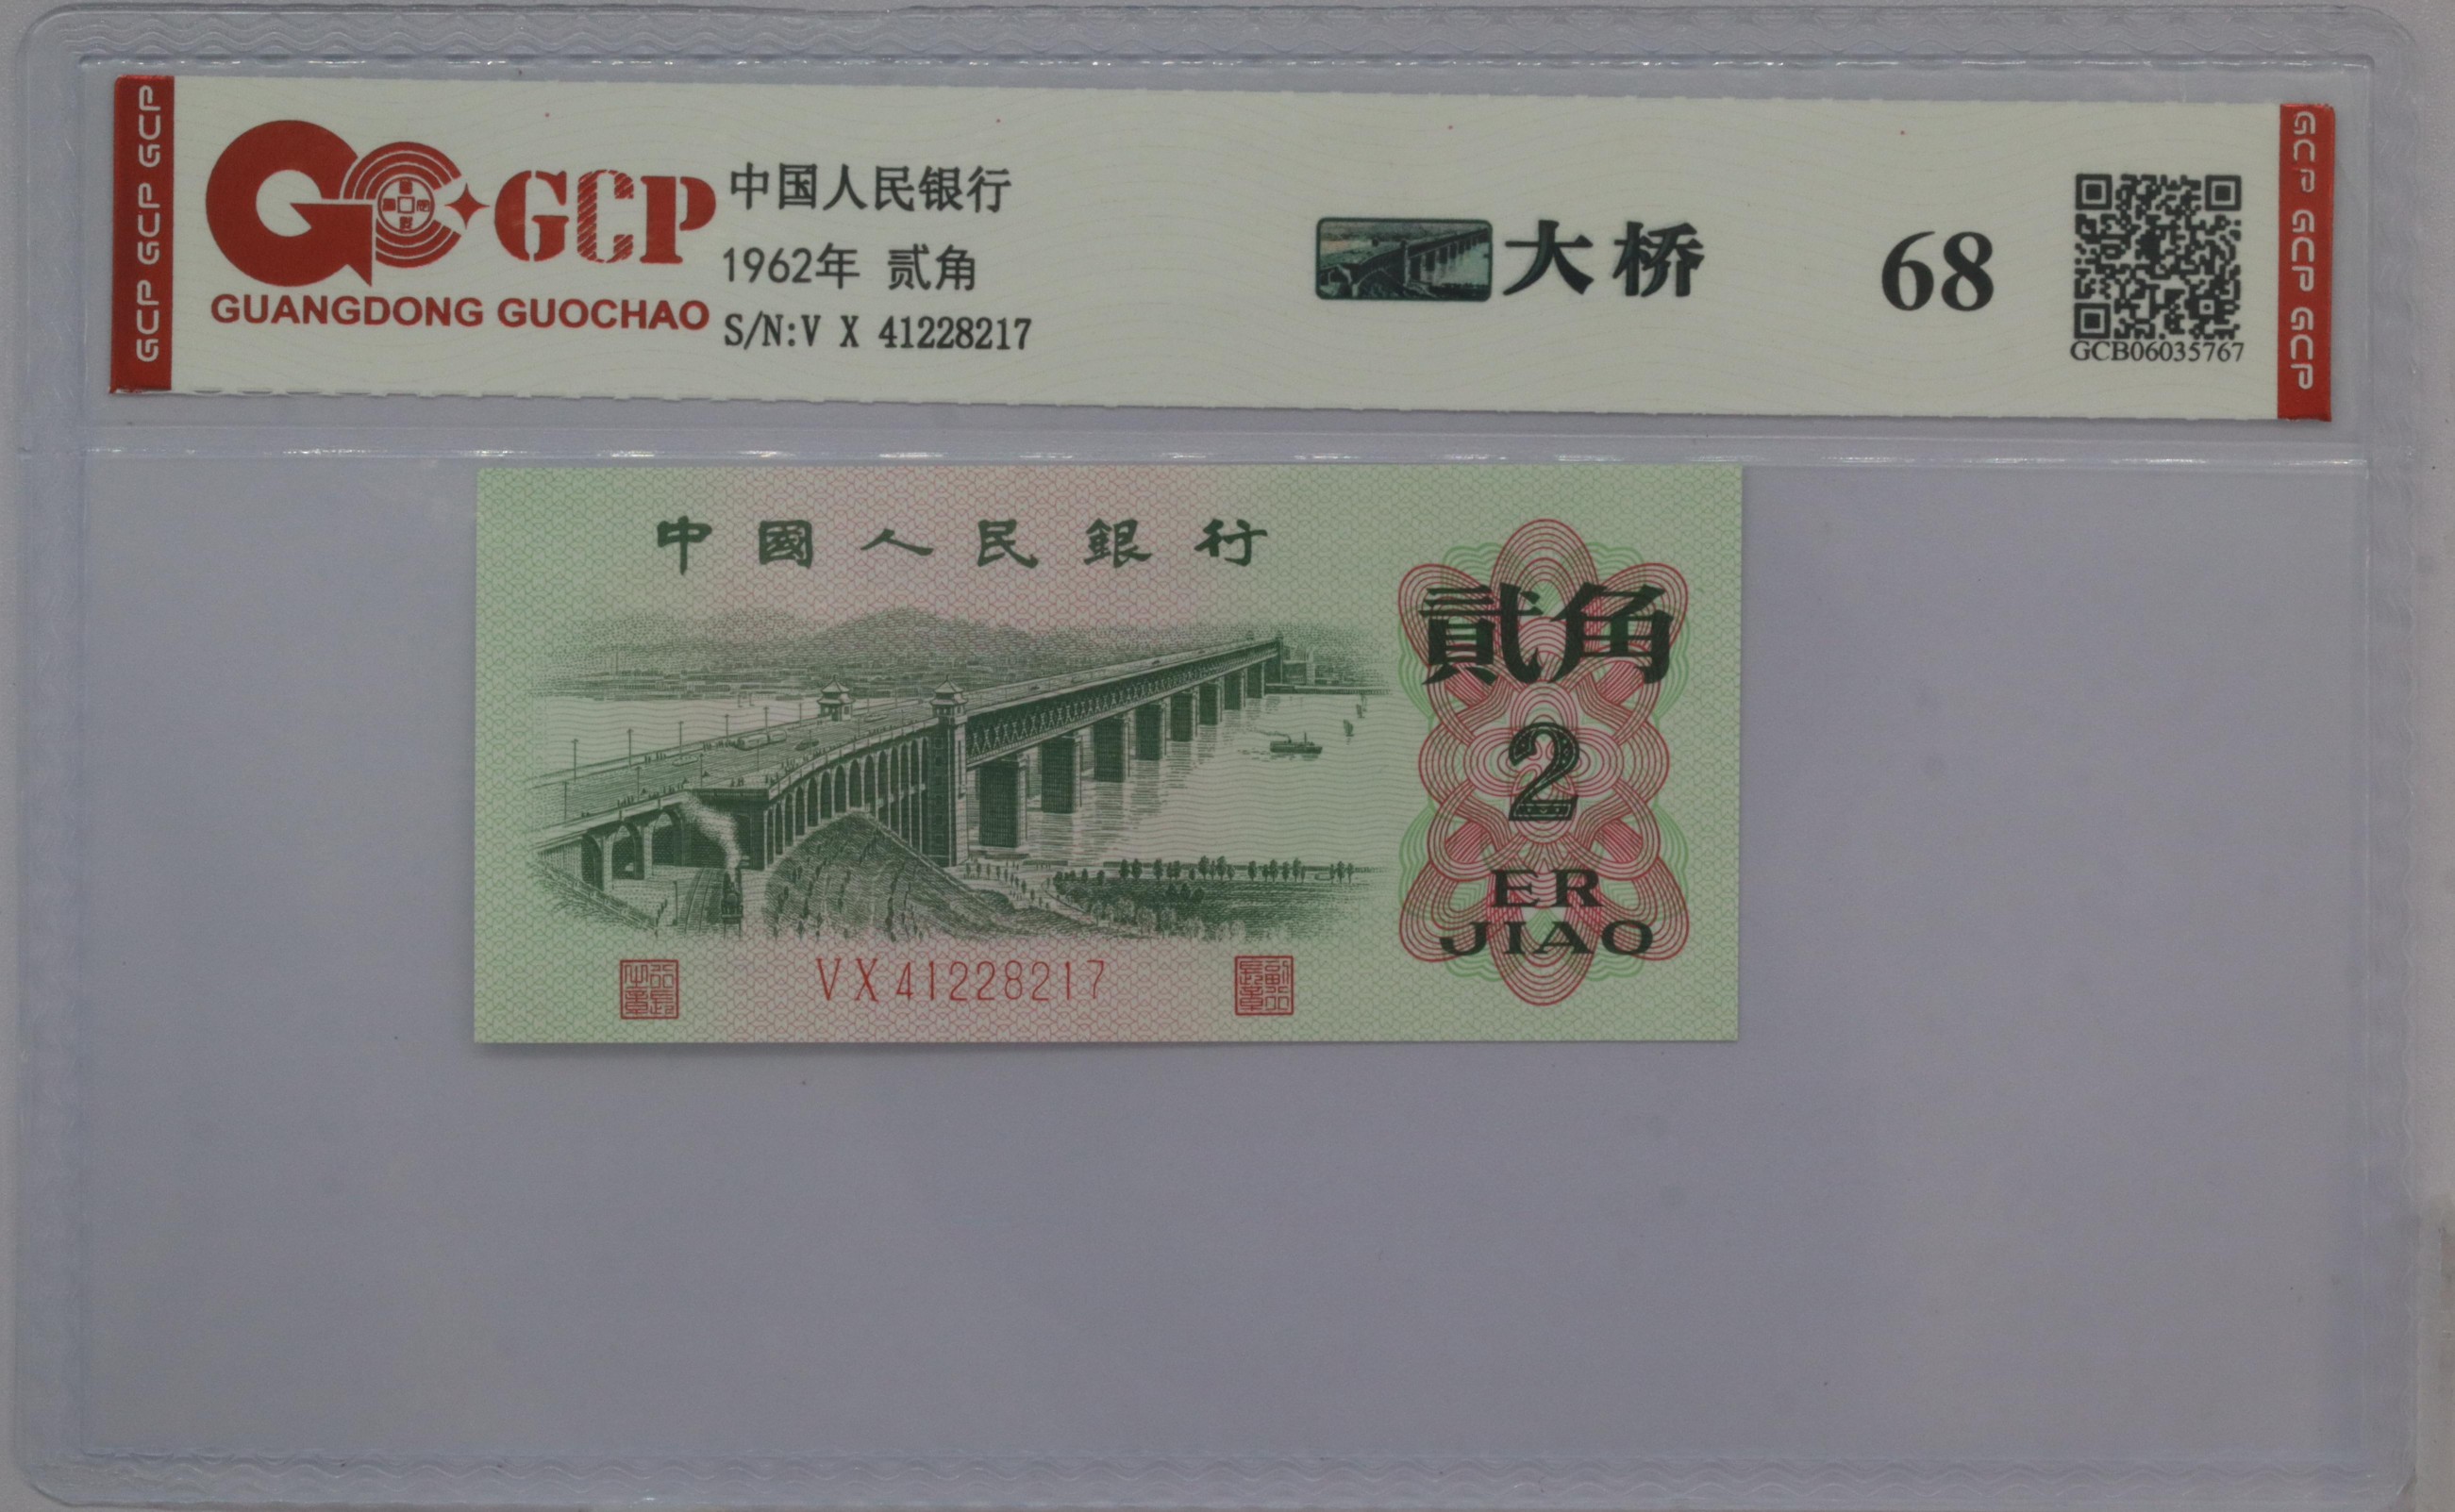 GCP GCP GCP
GCP
GUANGDONG GUOCHAO
中国人民银行
1962年 贰角
S/N:V X 41228217
大桥
68
GCB06035767
GCP GCP GCP
中國人民銀行
貳角
2
ER
JIAO
VX41228217